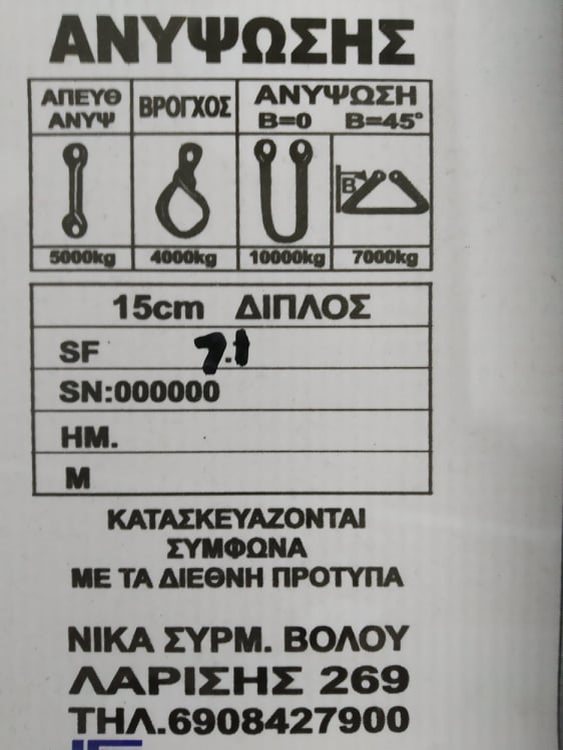 ΑΝΥΨΩΣΗΣ
ΑΠΕΥΘ ΑΝΥΨ ΒΡΟΓΧΟΣ ΑΝΥΨΩΣΗ
B=0 B=45°
B
5000kg 4000kg 10000kg 7000kg
15cm ΔΙΠΛΟΣ
SF 7.1
SN:000000
ΗΜ.
Μ
ΚΑΤΑΣΚΕΥΑΖΟΝΤΑΙ
ΣΥΜΦΩΝΑ
ΜΕ ΤΑ ΔΙΕΘΝΗ ΠΡΟΤΥΠΑ
ΝΙΚΑ ΣΥΡΜ. ΒΟΛΟΥ
ΛΑΡΙΣΗΣ 269
ΤΗΛ.6908427900